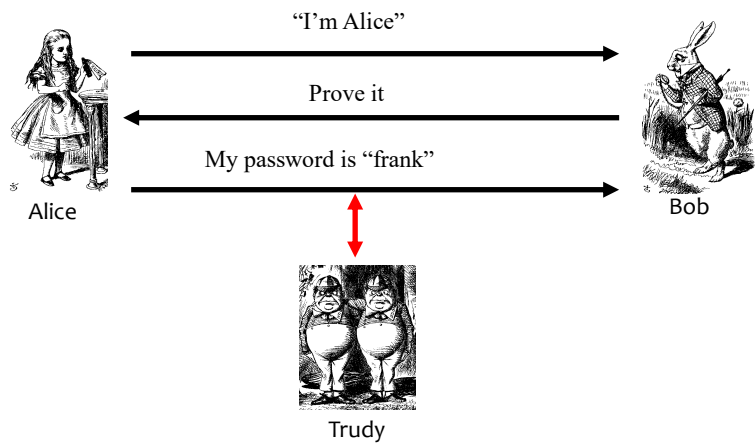 “I’m Alice”
Prove it
My password is “frank”
Alice
Bob
Trudy